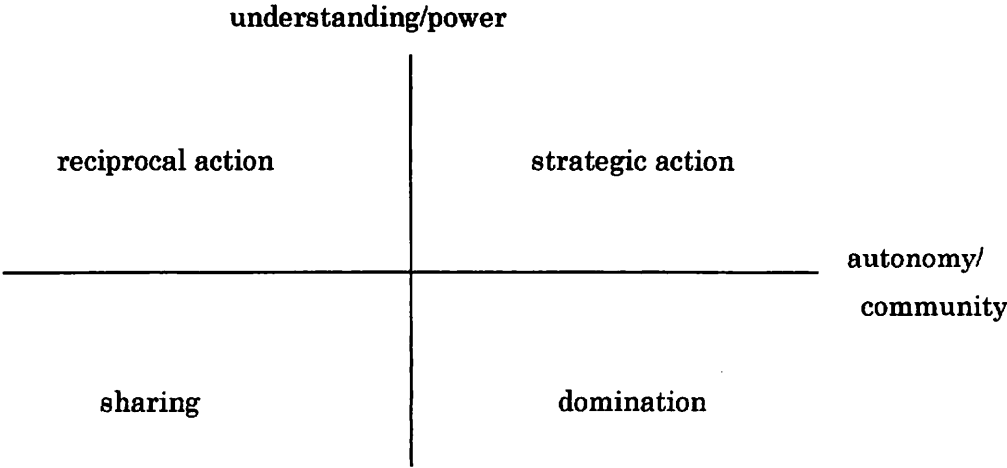 understanding/power
reciprocal action
strategic action
autonomy/
community
sharing
domination